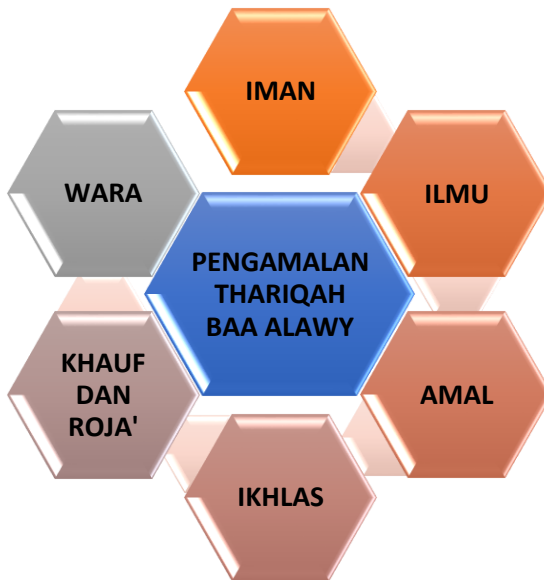 IMAN
ILMU
AMAL
IKHLAS
KHAUF
DAN
ROJA'
WARA
PENGAMALAN
THARIQAH
BAA ALAWY